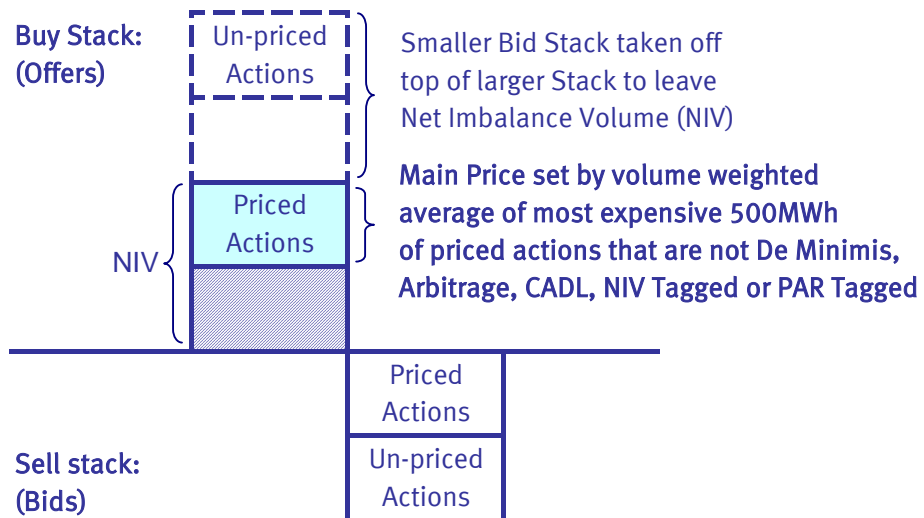 Buy Stack:
(Offers)
Un-priced
Actions
Smaller Bid Stack taken off
top of larger Stack to leave
Net Imbalance Volume (NIV)
Main Price set by volume weighted
average of most expensive 500MWh
of priced actions that are not De Minimis,
Arbitrage, CADL, NIV Tagged or PAR Tagged
Priced
Actions
NIV
Priced
Actions
Un-priced
Actions
Sell stack:
(Bids)